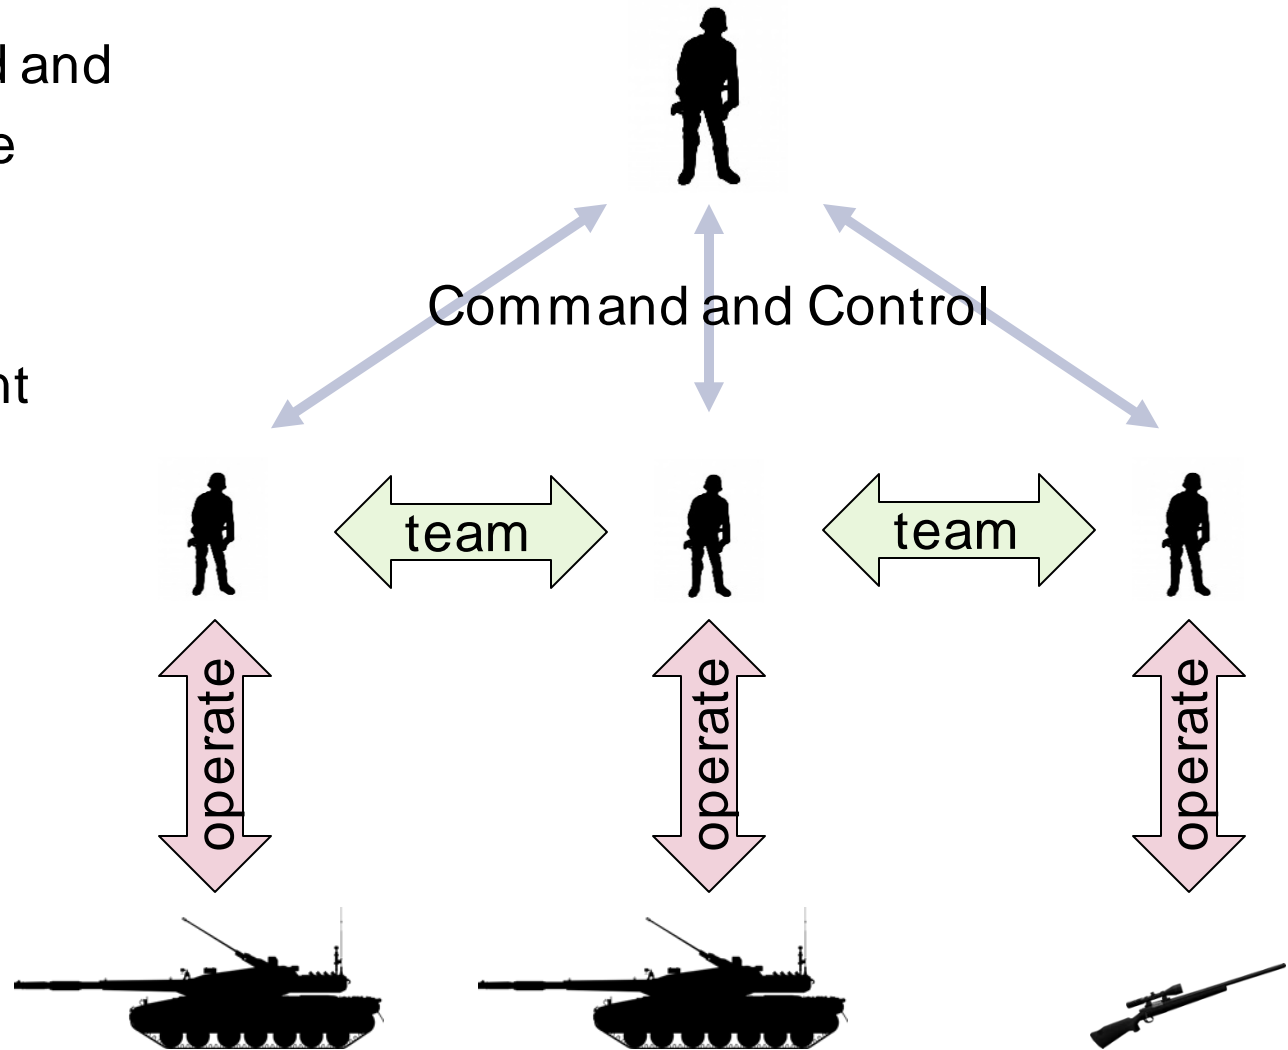 and
Command and Control
team
team
operate
operate
operate